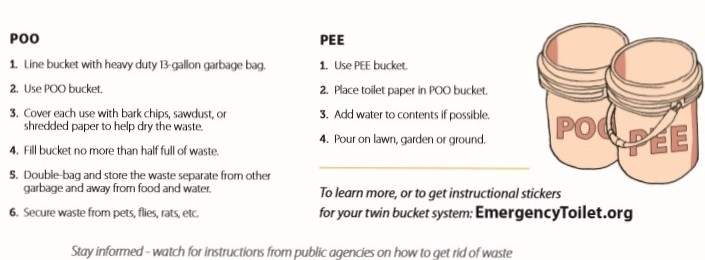 POO
1. Line bucket with heavy duty 13-gallon garbage bag.
2. Use POO bucket.
3. Cover each use with bark chips, sawdust, or
shredded paper to help dry the waste.
4. Fill bucket no more than half full of waste.
5. Double-bag and store the waste separate from other
garbage and away from food and water.
6. Secure waste from pets, flies, rats, etc.
PEE
1. Use PEE bucket.
2. Place toilet paper in POO bucket.
3. Add water to contents if possible.
4. Pour on lawn, garden or ground.
To learn more, or to get instructional stickers
for your twin bucket system: EmergencyToilet.org
POO
PEE
Stay informed - watch for instructions from public agencies on how to get rid of waste